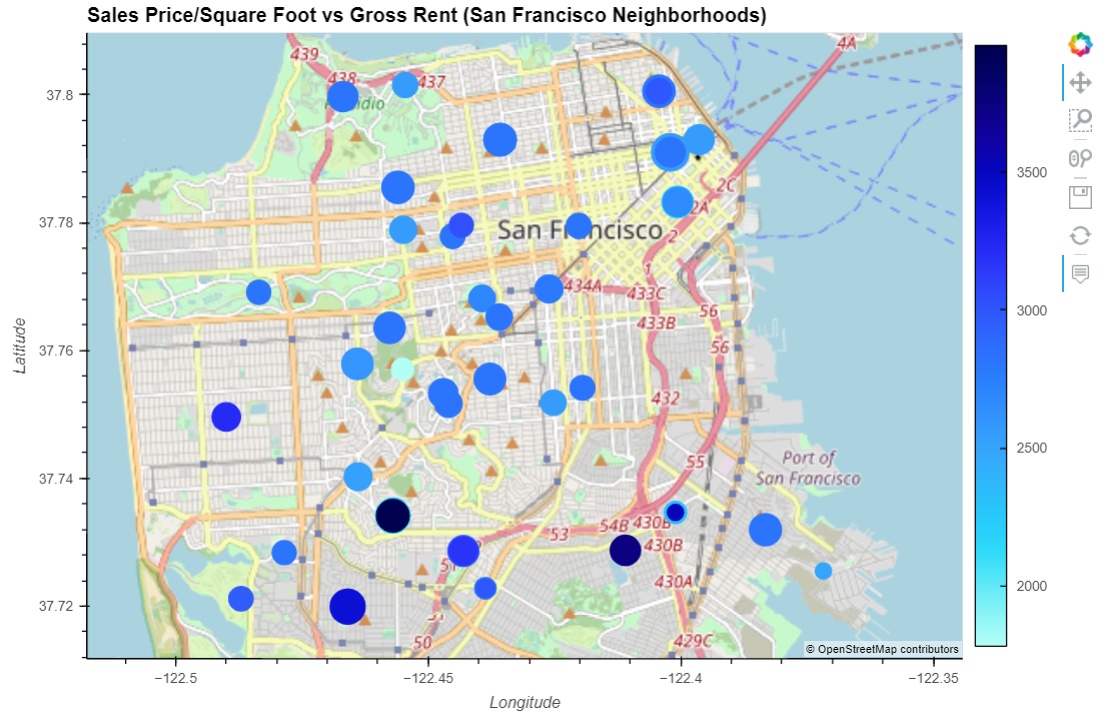 Sales Price/Square Foot vs Gross Rent (San Francisco Neighborhoods)
439
438
437
4A
37.8
3500
2C
2A
37.78
San Francisco
2
1
434A
433C
3000
56
433B
37.76
56
Latitude
432
2500
37.74
55
Port of
San Francisco
54B
430B
53
430B
430A
2000
37.72
51
50
429C
© OpenStreetMap contributors
−122.5
−122.45
−122.4
−122.35
Longitude